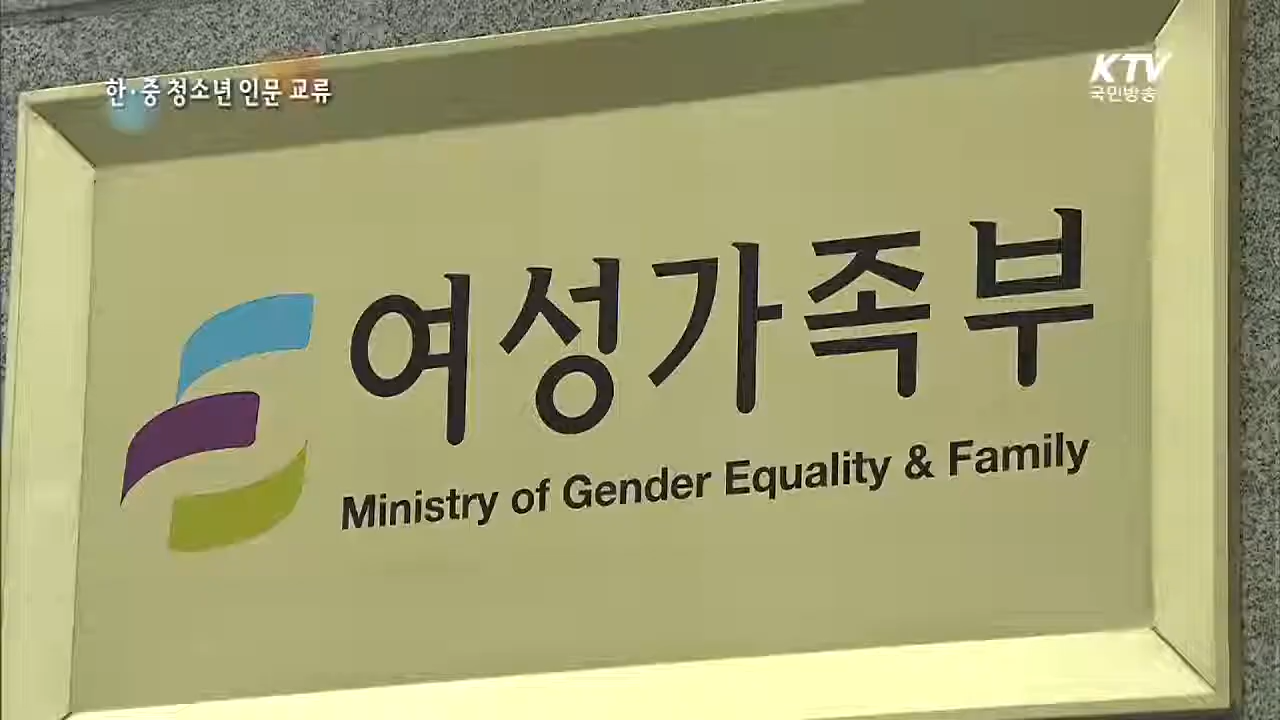 한·중 청소년 인문 교류
KTV
국민방송
여성가족부
Ministry of Gender Equality & Family